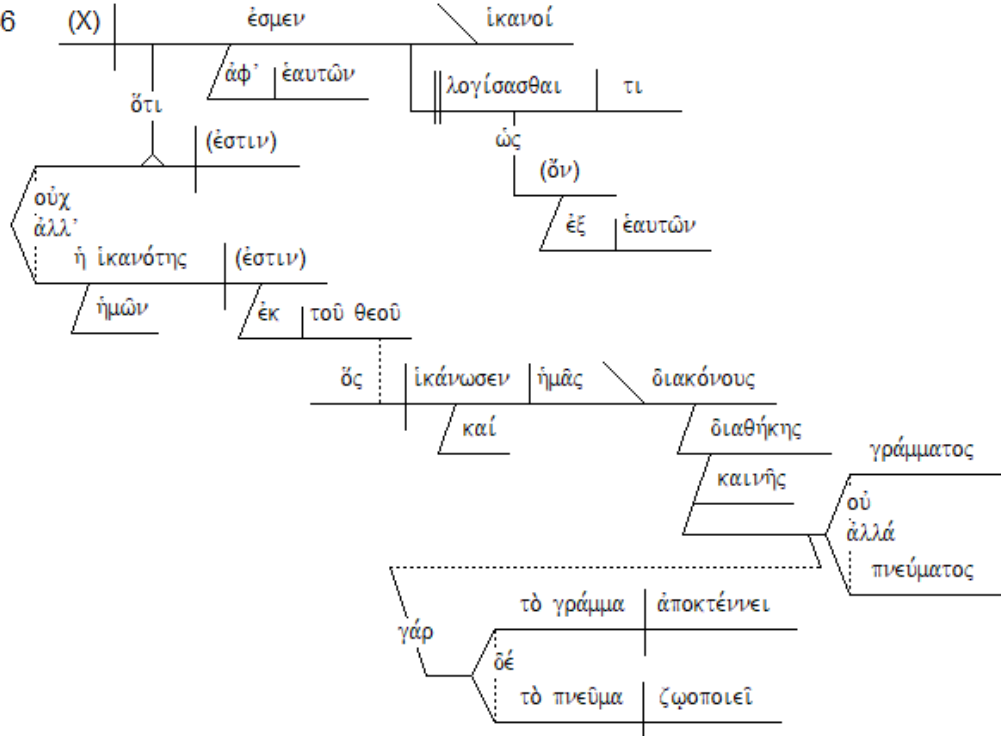 6 (X) ἐσμεν ἱκανοί
ἀφ' ἑαυτῶν λογίσασθαι τι
ὅτι
ὡς
(ἐστιν)
(ὄν)
οὐχ ἐξ ἑαυτῶν
ἀλλ'
ἡ ἱκανότης (ἐστιν)
ἡμῶν ἐκ τοῦ θεοῦ
ὅς ἱκάνωσεν ἡμᾶς διακόνους
καί διαθήκης
γράμματος
καινῆς
οὐ
ἀλλά
πνεύματος
τὸ γράμμα ἀποκτέννει
γάρ
δέ
τὸ πνεῦμα ζῳοποιεῖ